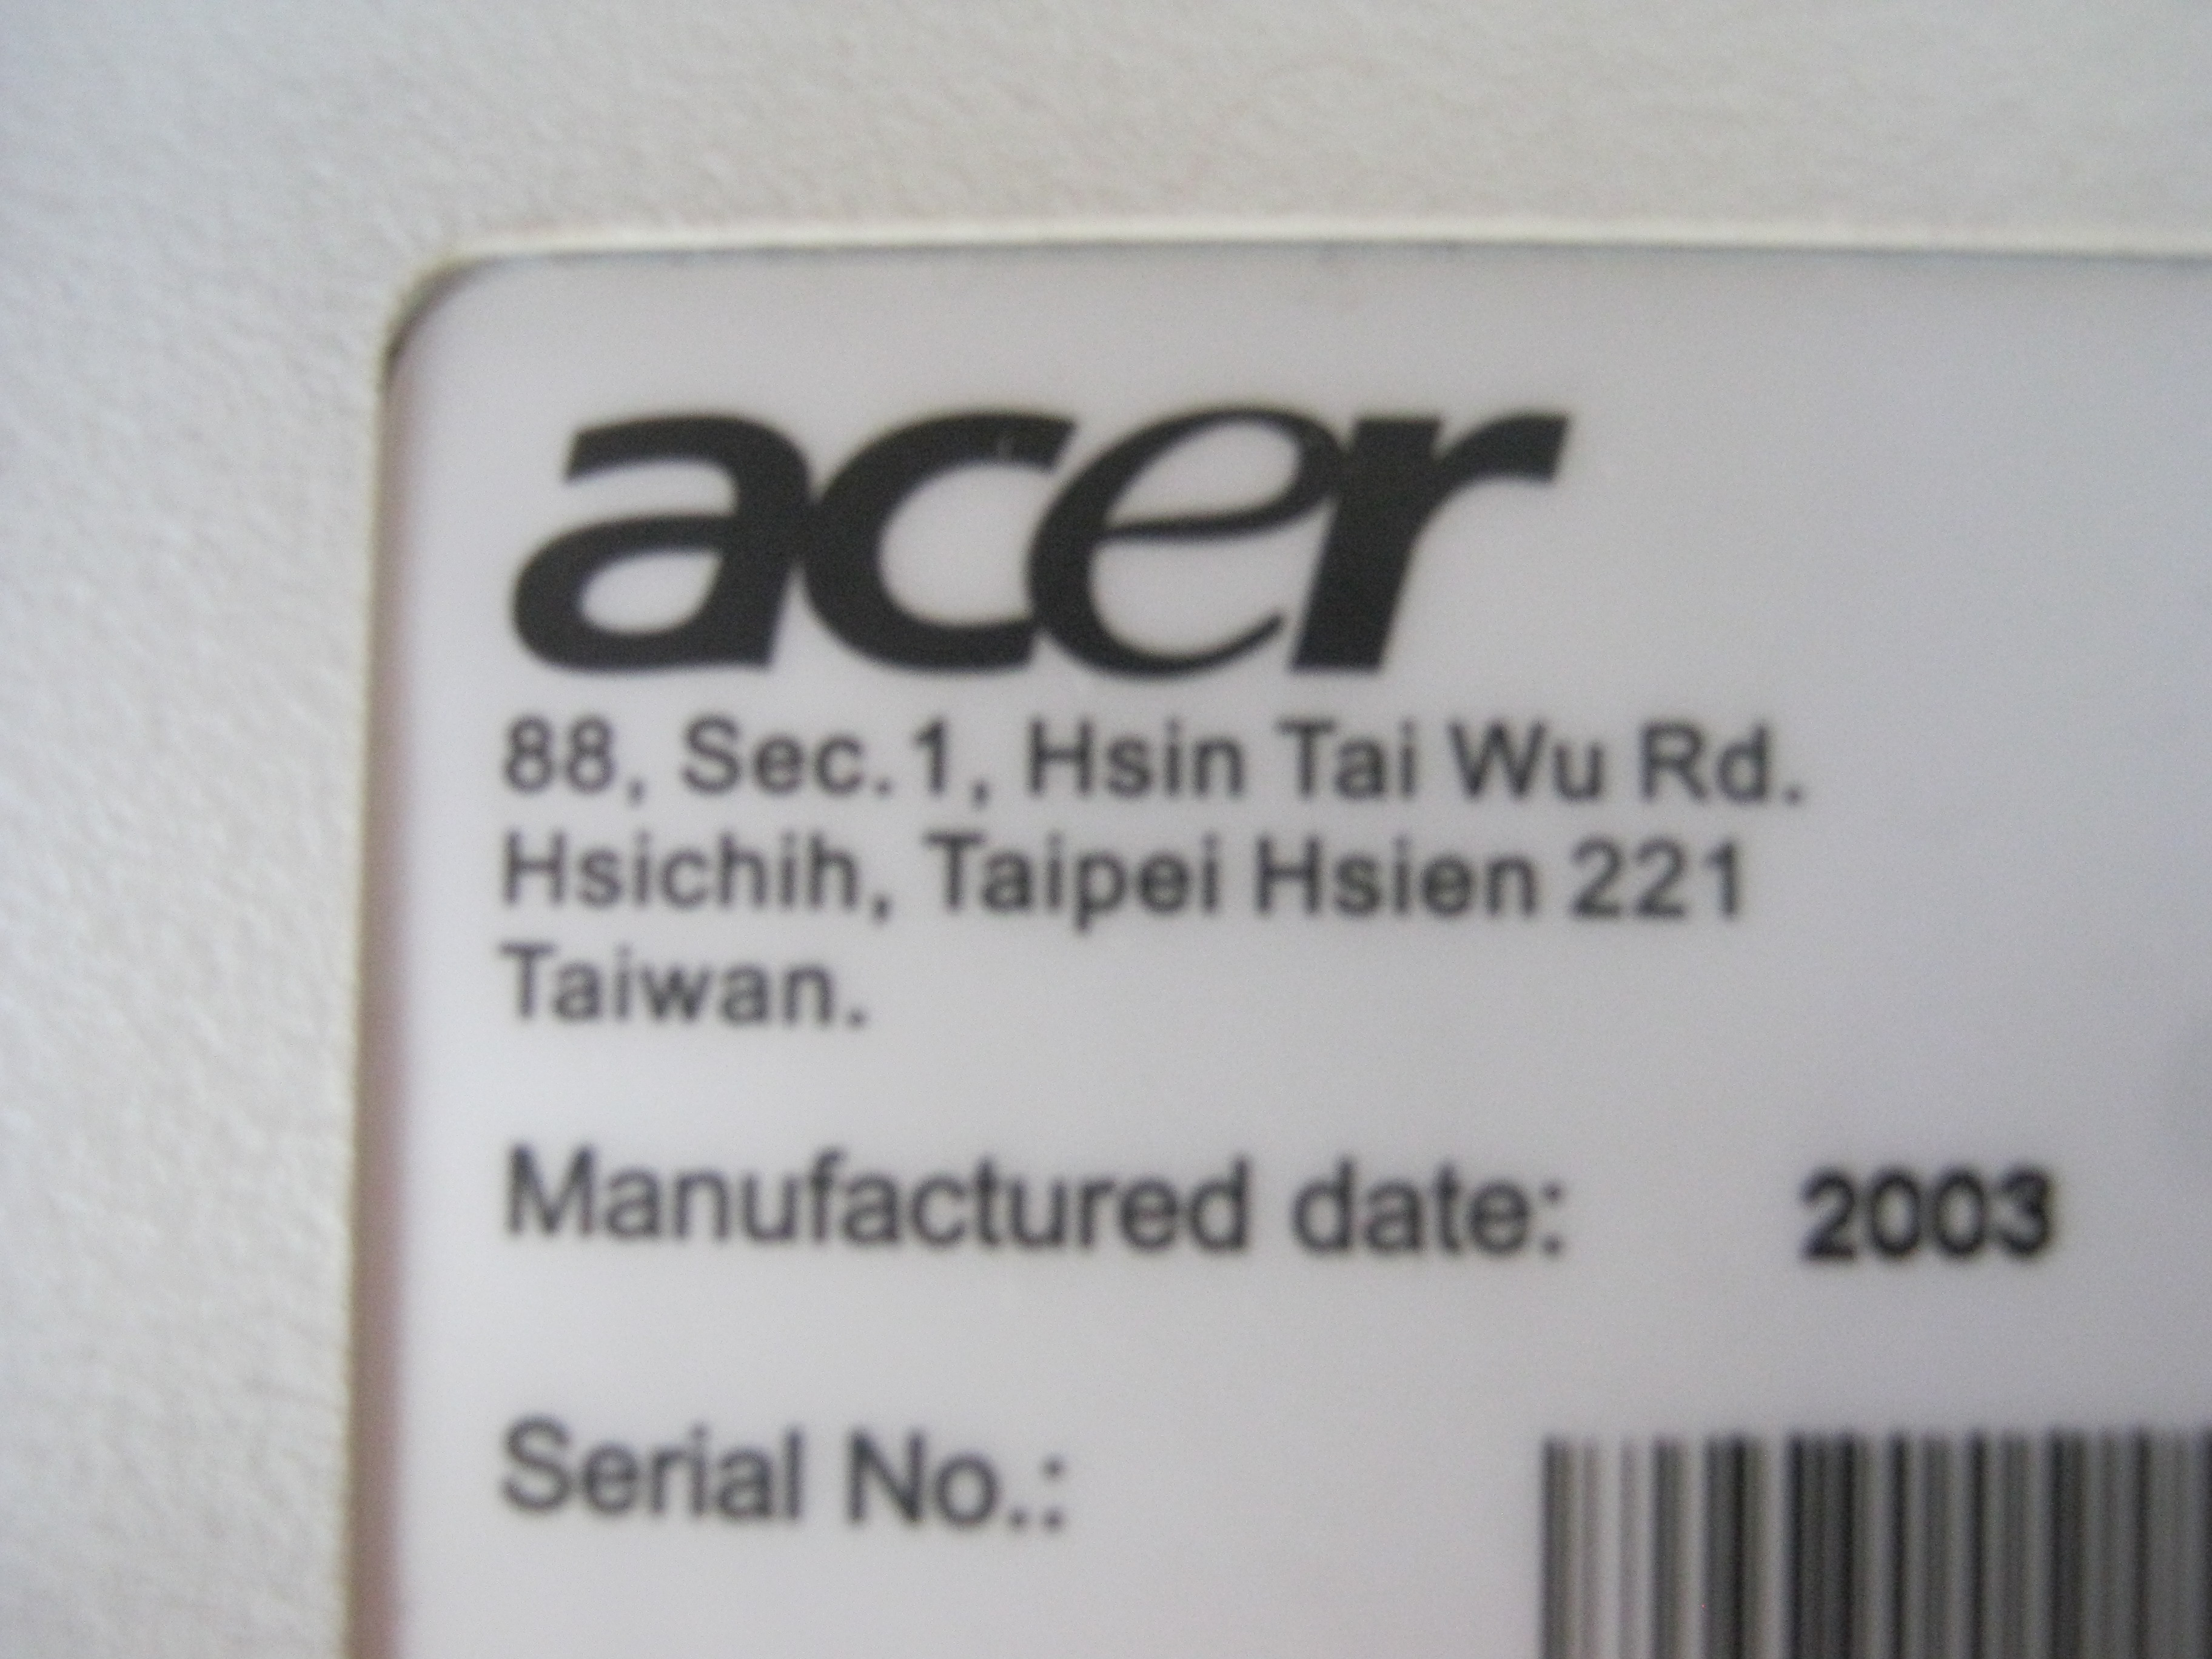 acer
88, Sec.1, Hsin Tai Wu Rd.
Hsichih, Taipei Hsien 221
Taiwan.
Manufactured date: 2003
Serial No.: